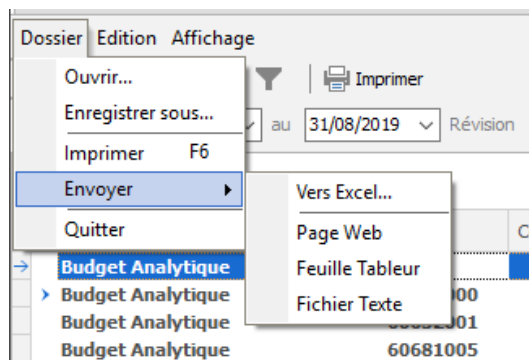 Dossier Edition Affichage
Ouvrir...
Imprimer
Enregistrer sous...
au 31/08/2019 Révision
Imprimer F6
Envoyer
Vers Excel...
Quitter
Page Web
Budget Analytique
Feuille Tableur
Budget Analytique
Fichier Texte
Budget Analytique
Budget Analytique 60681005